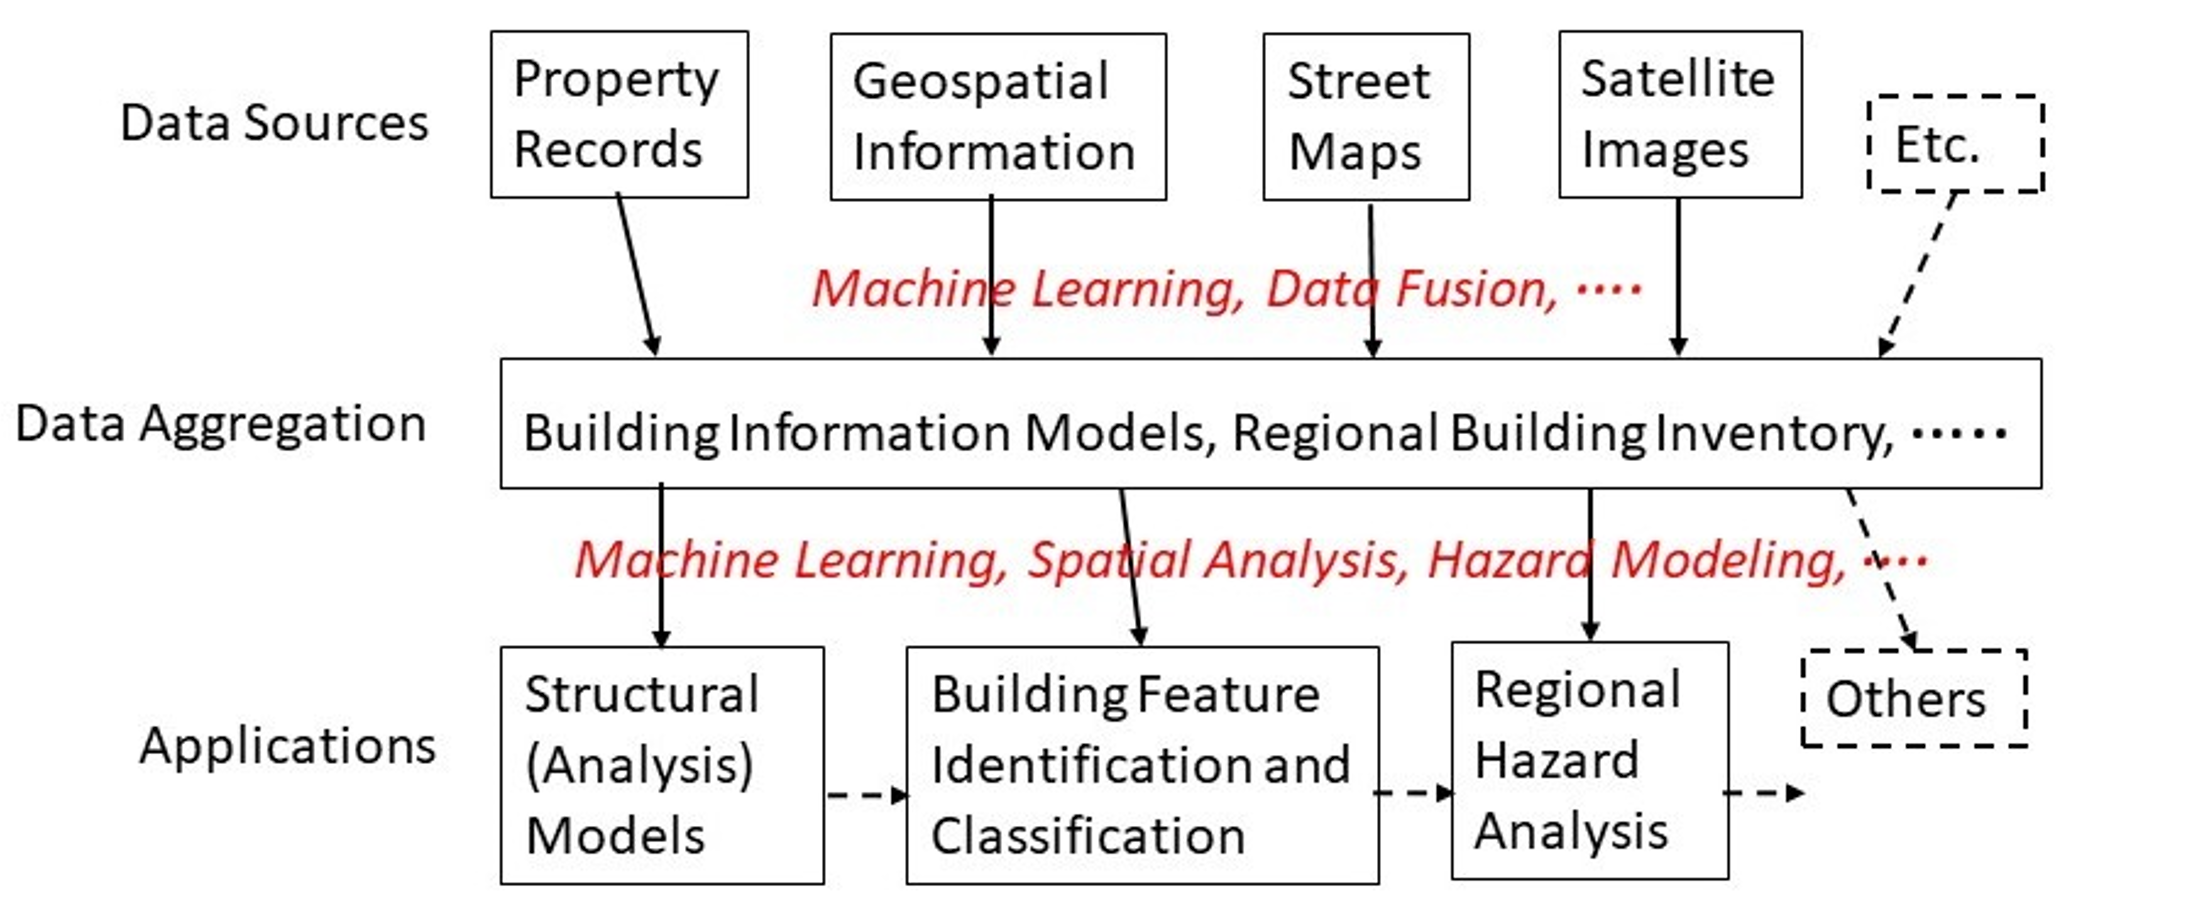 Data Sources
Property
Records
Geospatial
Information
Street
Maps
Satellite
Images
Etc.
Machine Learning, Data Fusion, ····
Data Aggregation
Building Information Models, Regional Building Inventory, ·····
Machine Learning, Spatial Analysis, Hazard Modeling, ····
Applications
Structural
(Analysis)
Models
Building Feature
Identification and
Classification
Regional
Hazard
Analysis
Others